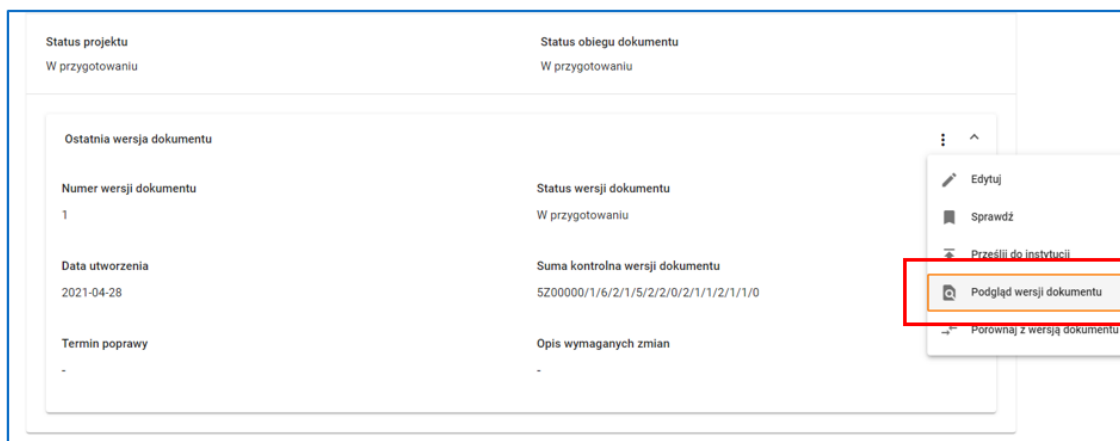 Status projektu
Status obiegu dokumentu
W przygotowaniu
W przygotowaniu
Ostatnia wersja dokumentu
Numer wersji dokumentu
Status wersji dokumentu
1
W przygotowaniu
Data utworzenia
Suma kontrolna wersji dokumentu
2021-04-28
5Z00000/1/6/2/1/5/2/2/0/2/1/1/2/1/1/0
Termin poprawy
Opis wymaganych zmian
-
-
Edytuj
Sprawdź
Prześlij do instytucji
Podgląd wersji dokumentu
Porównaj z wersją dokumentu